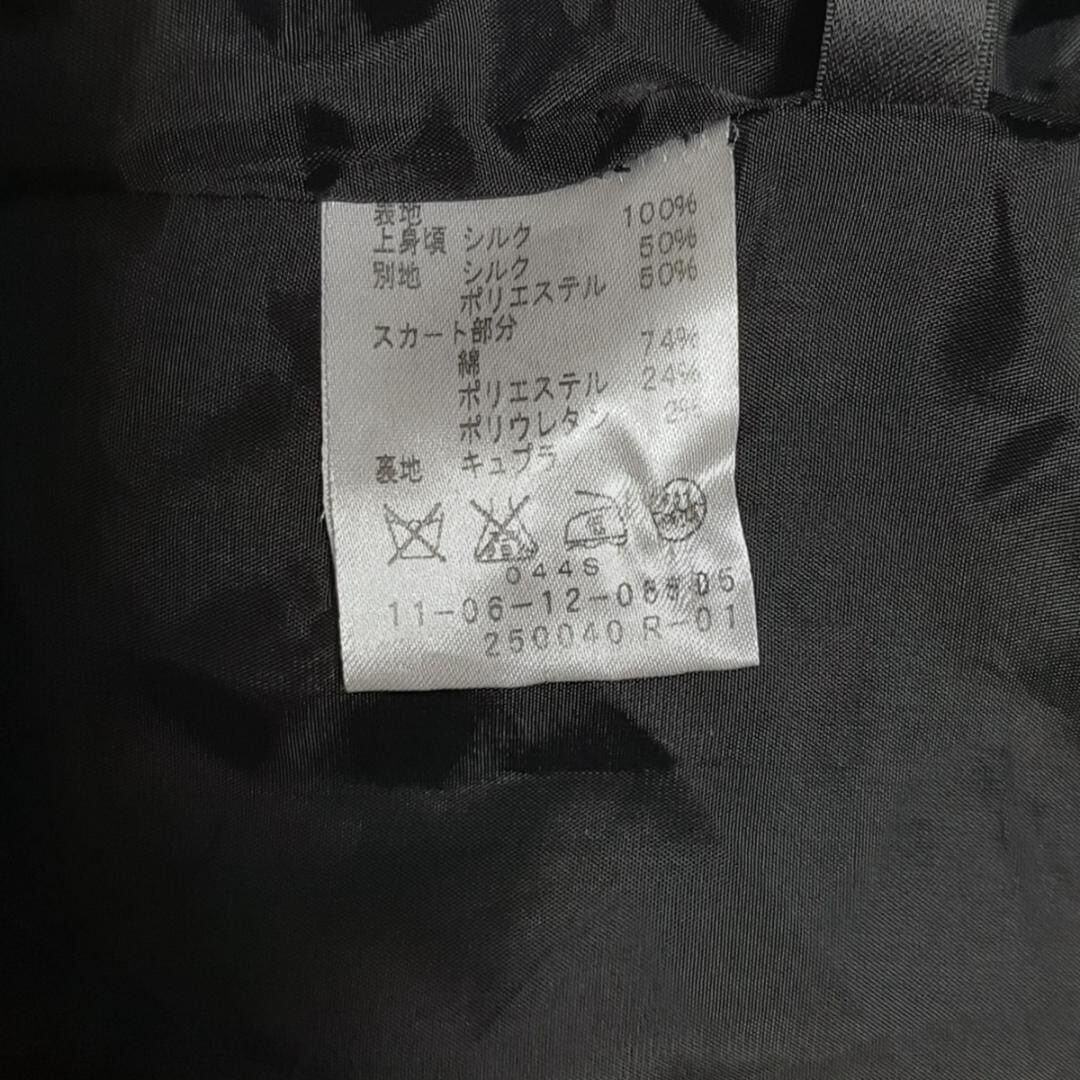 表地
上身頃 シルク 100%
別地 シルク 50%
ポリエステル 50%
スカート部分
綿 74%
ポリエステル 24%
ポリウレタン 2%
裏地 キュプラ
低
044S
11-06-12-
250040 R-01